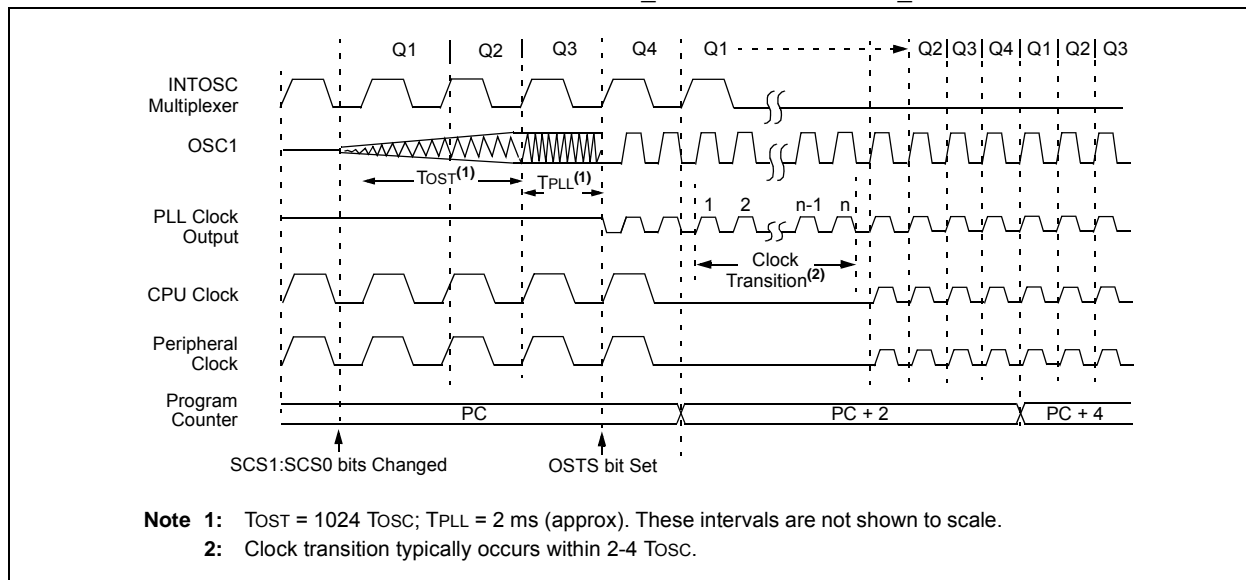 Q1 Q2 Q3 Q4 Q1 Q2 Q3 Q4 Q1 Q2 Q3
INTOSC
Multiplexer
OSC1
TOST(1)
TPLL(1)
PLL Clock
Output
1 2 n-1 n
Clock
Transition(2)
CPU Clock
Peripheral
Clock
Program
Counter
PC PC + 2 PC + 4
SCS1:SCS0 bits Changed
OSTS bit Set
Note 1: TOST = 1024 TOSC; TPLL = 2 ms (approx). These intervals are not shown to scale.
2: Clock transition typically occurs within 2-4 TOSC.